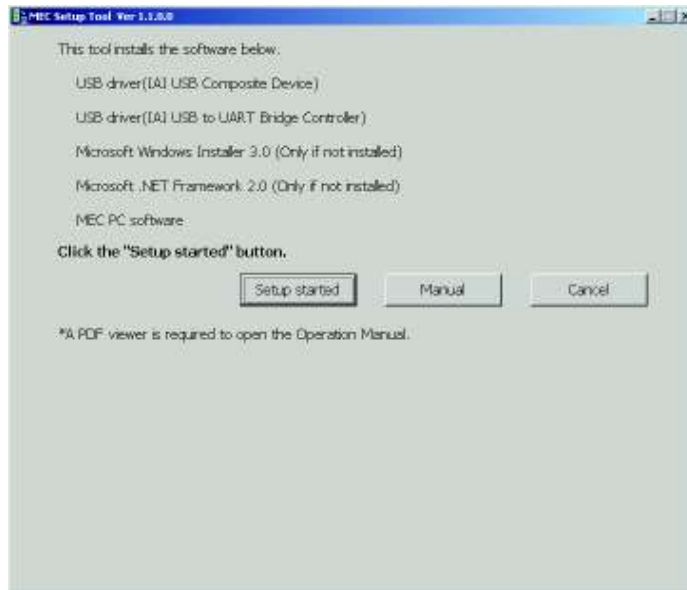 MEC Setup Tool Ver 1.1.0.0
This tool installs the software below.
USB driver(IAI USB Composite Device)
USB driver(IAI USB to UART Bridge Controller)
Microsoft Windows Installer 3.0 (Only if not installed)
Microsoft .NET Framework 2.0 (Only if not installed)
MEC PC software
Click the "Setup started" button.
Setup started Manual Cancel
*A PDF viewer is required to open the Operation Manual.